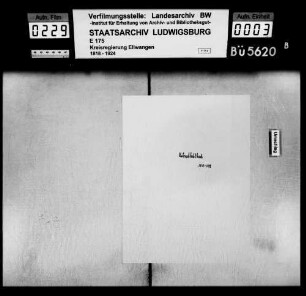 Aufn. Film
0229
Verfilmungsstelle: Landesarchiv BW
-Institut für Erhaltung von Archiv- und Bibliotheksgut-
STAATSARCHIV LUDWIGSBURG
E 175
Kreisregierung Ellwangen
1818 - 1924
Aufn. Einheit
0003
Bü 5620
Umschlag